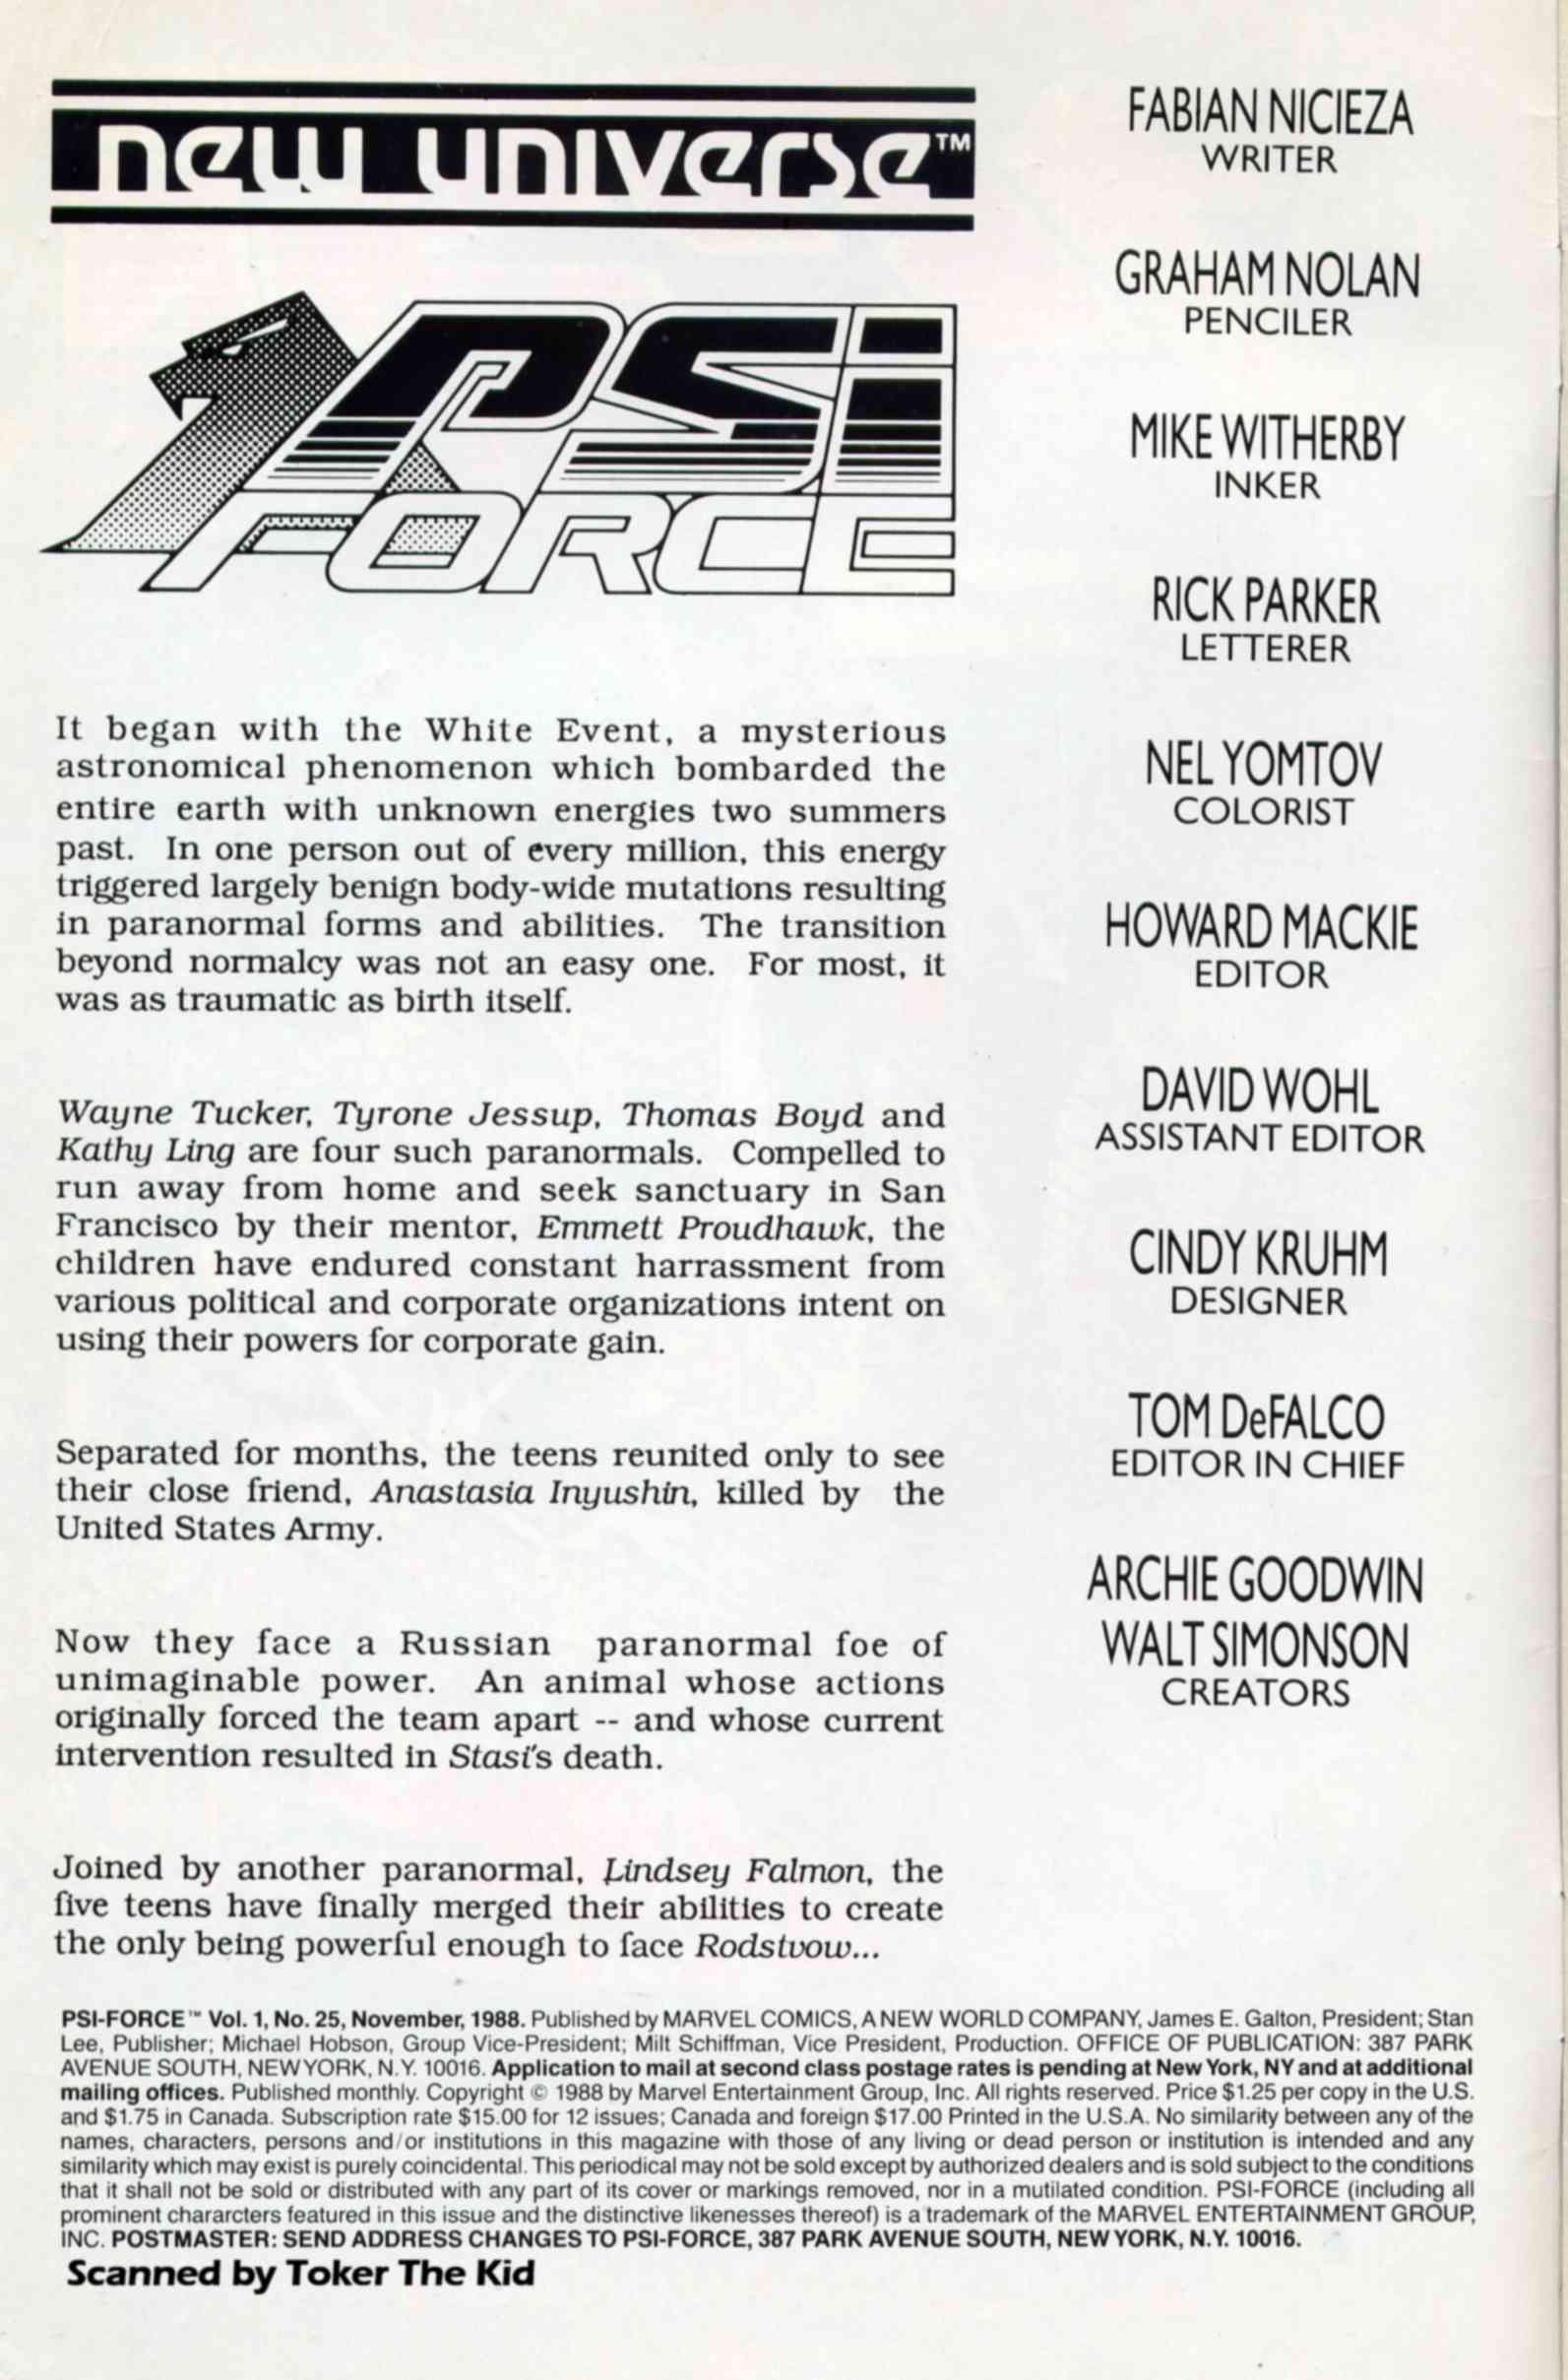 new universe™
PSI
FORCE
It began with the White Event, a mysterious
astronomical phenomenon which bombarded the
entire earth with unknown energies two summers
past. In one person out of every million, this energy
triggered largely benign body-wide mutations resulting
in paranormal forms and abilities. The transition
beyond normalcy was not an easy one. For most, it
was as traumatic as birth itself.
Wayne Tucker, Tyrone Jessup, Thomas Boyd and
Kathy Ling are four such paranormals. Compelled to
run away from home and seek sanctuary in San
Francisco by their mentor, Emmett Proudhawk, the
children have endured constant harrassment from
various political and corporate organizations intent on
using their powers for corporate gain.
Separated for months, the teens reunited only to see
their close friend, Anastasia Inyushin, killed by the
United States Army.
Now they face a Russian paranormal foe of
unimaginable power. An animal whose actions
originally forced the team apart -- and whose current
intervention resulted in Stasi's death.
Joined by another paranormal, Lindsey Falmon, the
five teens have finally merged their abilities to create
the only being powerful enough to face Rodstvow...
FABIAN NICIEZA
WRITER
GRAHAM NOLAN
PENCILER
MIKE WITHERBY
INKER
RICK PARKER
LETTERER
NEL YOMTOV
COLORIST
HOWARD MACKIE
EDITOR
DAVID WOHL
ASSISTANT EDITOR
CINDY KRUHM
DESIGNER
TOM DeFALCO
EDITOR IN CHIEF
ARCHIE GOODWIN
WALT SIMONSON
CREATORS
PSI-FORCE™ Vol. 1, No. 25, November, 1988. Published by MARVEL COMICS, A NEW WORLD COMPANY, James E. Galton, President; Stan
Lee, Publisher; Michael Hobson, Group Vice-President; Milt Schiffman, Vice President, Production. OFFICE OF PUBLICATION: 387 PARK
AVENUE SOUTH, NEW YORK, N.Y. 10016. Application to mail at second class postage rates is pending at New York, NY and at additional
mailing offices. Published monthly. Copyright © 1988 by Marvel Entertainment Group, Inc. All rights reserved. Price $1.25 per copy in the U.S.
and $1.75 in Canada. Subscription rate $15.00 for 12 issues; Canada and foreign $17.00 Printed in the U.S.A. No similarity between any of the
names, characters, persons and/or institutions in this magazine with those of any living or dead person or institution is intended and any
similarity which may exist is purely coincidental. This periodical may not be sold except by authorized dealers and is sold subject to the conditions
that it shall not be sold or distributed with any part of its cover or markings removed, nor in a mutilated condition. PSI-FORCE (including all
prominent chararcters featured in this issue and the distinctive likenesses thereof) is a trademark of the MARVEL ENTERTAINMENT GROUP,
INC. POSTMASTER: SEND ADDRESS CHANGES TO PSI-FORCE, 387 PARK AVENUE SOUTH, NEW YORK, N.Y. 10016.
Scanned by Toker The Kid